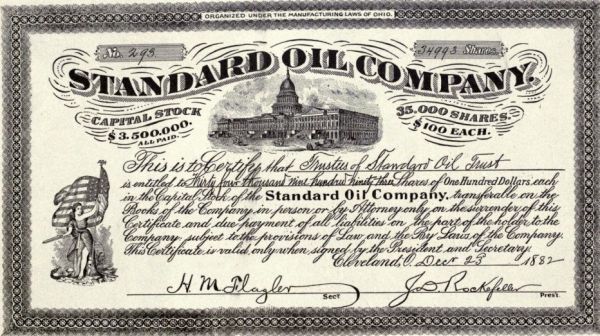 ORGANIZED UNDER THE MANUFACTURING LAWS OF OHIO.
No. 295
34993 Shares.
STANDARD OIL COMPANY.
CAPITAL STOCK
$3.500.000.
ALL PAID.
35.000 SHARES.
$100 EACH.
This is to Certify that Trustees of Standard Oil Trust
is entitled to Thirty four thousand nine hundred ninety three Shares of One Hundred Dollars each
in the Capital Stock of the Standard Oil Company, transferable on the
Books of the Company in person or by Attorney only on the surrender of this
Certificate and due payment of all liabilities on the part of the holder to the
Company, subject to the provisions of Law and the By Laws of the Company.
This Certificate is valid only when signed by the President and Secretary.
Cleveland, O. Decr 23 1882
H M Flagler Sect
J. D. Rockefeller Prest.